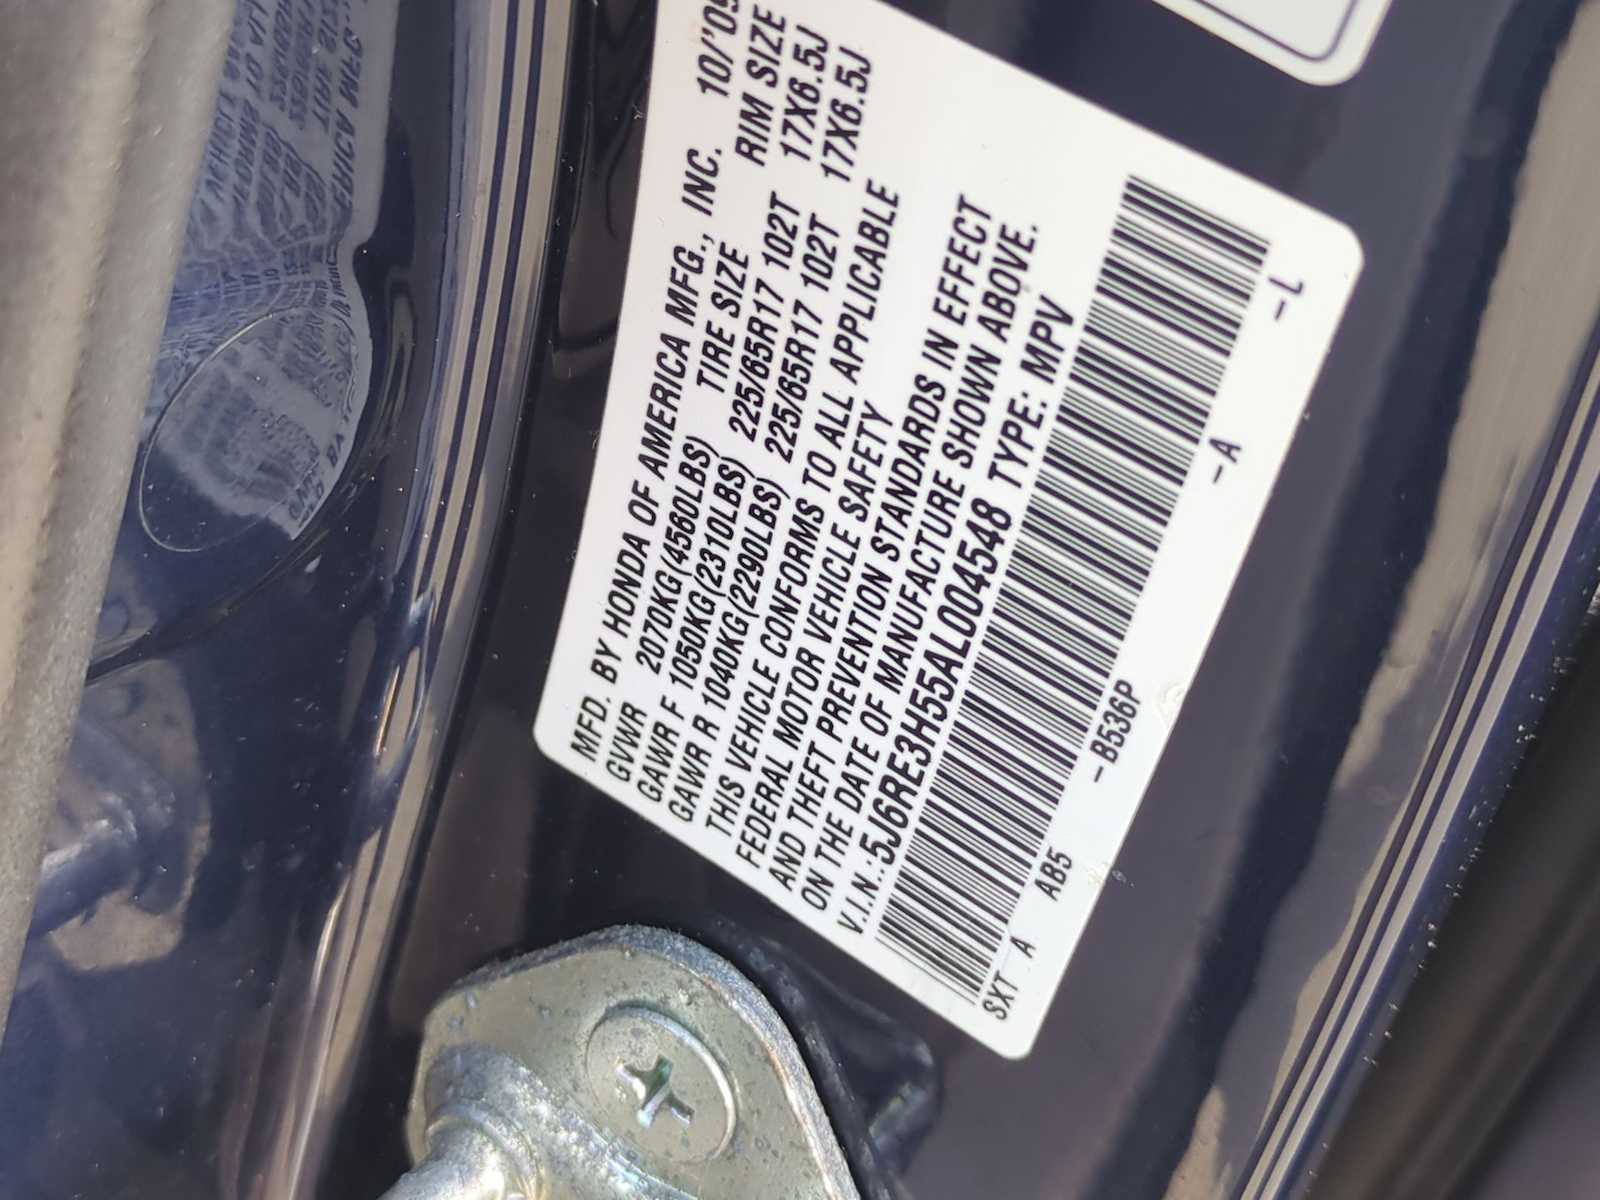 MFD. BY HONDA OF AMERICA MFG., INC. 10/'09
GVWR 2070KG(4560LBS) TIRE SIZE RIM SIZE
GAWR F 1050KG(2310LBS) 225/65R17 102T 17X6.5J
GAWR R 1040KG(2290LBS) 225/65R17 102T 17X6.5J
THIS VEHICLE CONFORMS TO ALL APPLICABLE
FEDERAL MOTOR VEHICLE SAFETY
AND THEFT PREVENTION STANDARDS IN EFFECT
ON THE DATE OF MANUFACTURE SHOWN ABOVE.
V.I.N.:5J6RE3H55AL004548 TYPE: MPV
SXT A AB5 -B536P -A -L